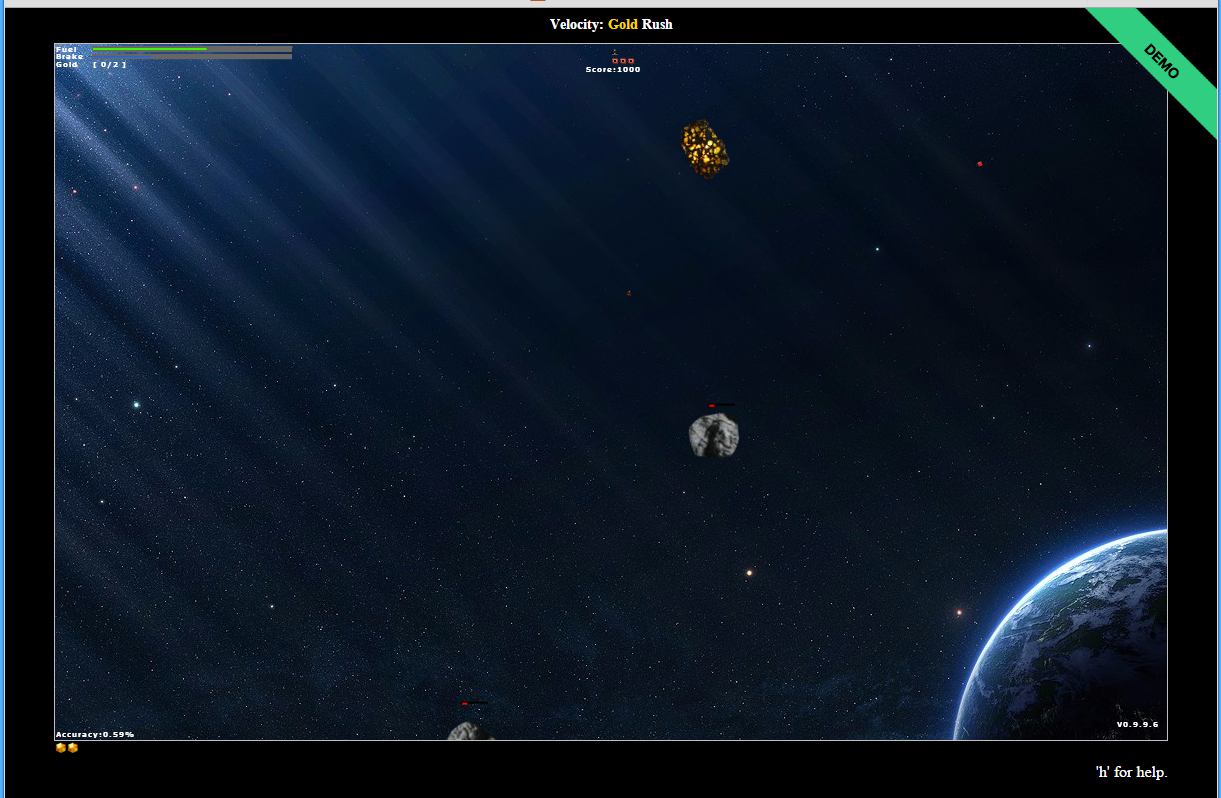 Velocity: Gold Rush
DEMO
Fuel
Brake
Gold [ 0/2 ]
Score:1000
Accuracy:0.59%
V0.9.9.6
'h' for help.